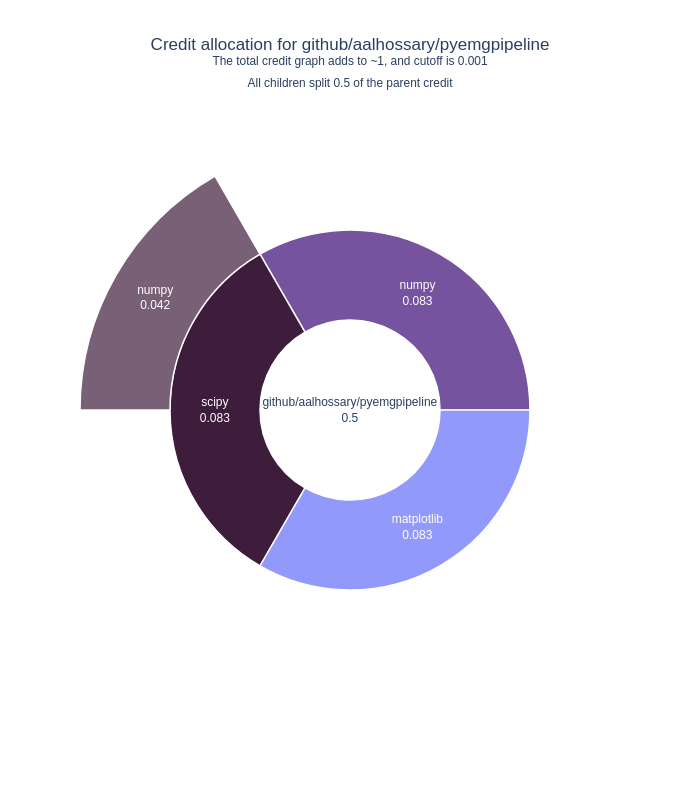 Credit allocation for github/aalhossary/pyemgpipeline
The total credit graph adds to ~1, and cutoff is 0.001
All children split 0.5 of the parent credit
numpy
0.083
numpy
0.042
scipy
0.083
github/aalhossary/pyemgpipeline
0.5
matplotlib
0.083